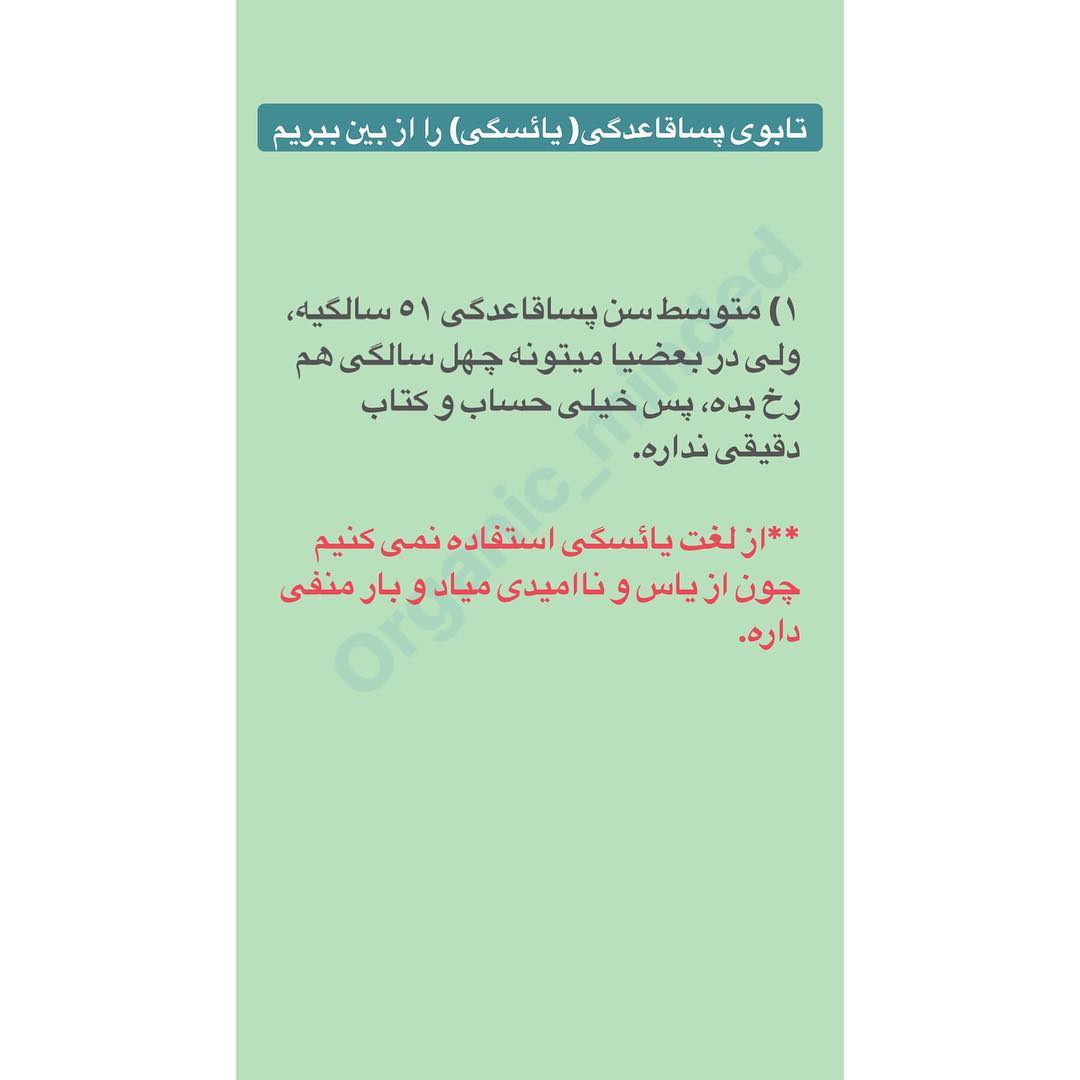 تابوی پساقاعدگی( یائسگی) را از بین ببریم
۱) متوسط سن پساقاعدگی ۵۱ سالگیه،
ولی در بعضیا میتونه چهل سالگی هم
رخ بده، پس خیلی حساب و کتاب
دقیقی نداره.
**از لغت یائسگی استفاده نمی کنیم
چون از یاس و ناامیدی میاد و بار منفی
داره.
Organic_minded